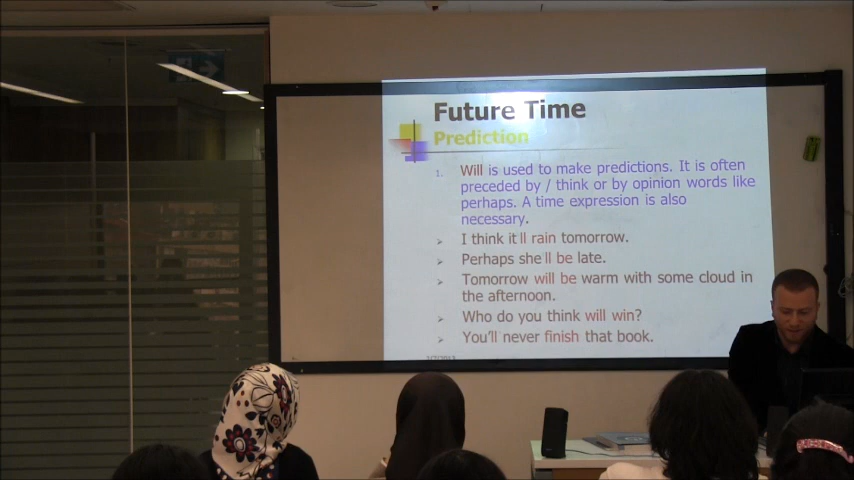 Future Time
Prediction
1. Will is used to make predictions. It is often
preceded by / think or by opinion words like
perhaps. A time expression is also
necessary.
➢ I think it'll rain tomorrow.
➢ Perhaps she'll be late.
➢ Tomorrow will be warm with some cloud in
the afternoon.
➢ Who do you think will win?
➢ You'll never finish that book.